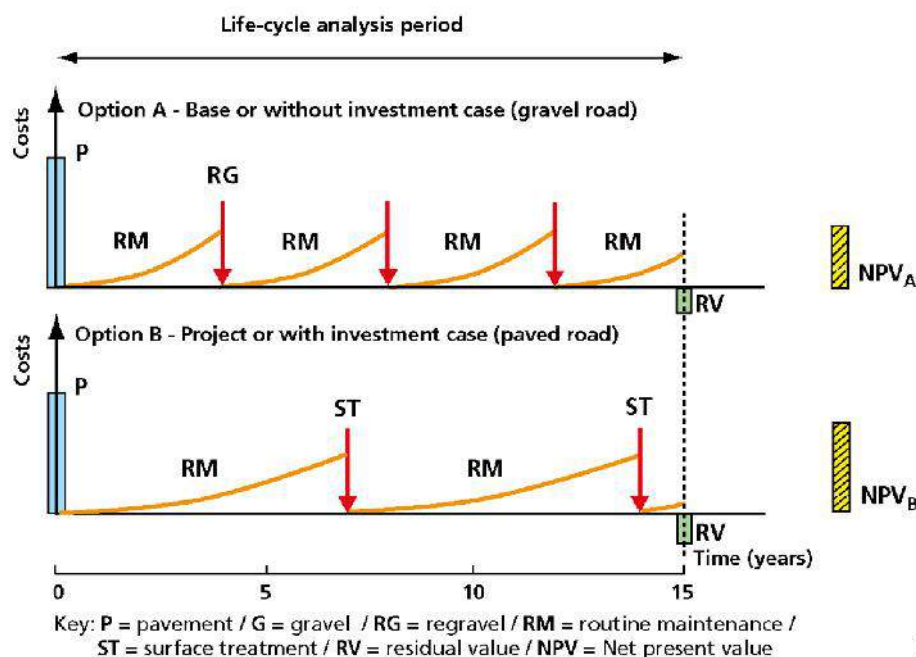 Life-cycle analysis period
Costs
Option A - Base or without investment case (gravel road)
P
RG
RM
RM
RM
RM
RV
NPVA
Costs
Option B - Project or with investment case (paved road)
P
ST
ST
RM
RM
RV
NPVB
Time (years)
0
5
10
15
Key: P = pavement / G = gravel / RG = regravel / RM = routine maintenance /
ST = surface treatment / RV = residual value / NPV = Net present value